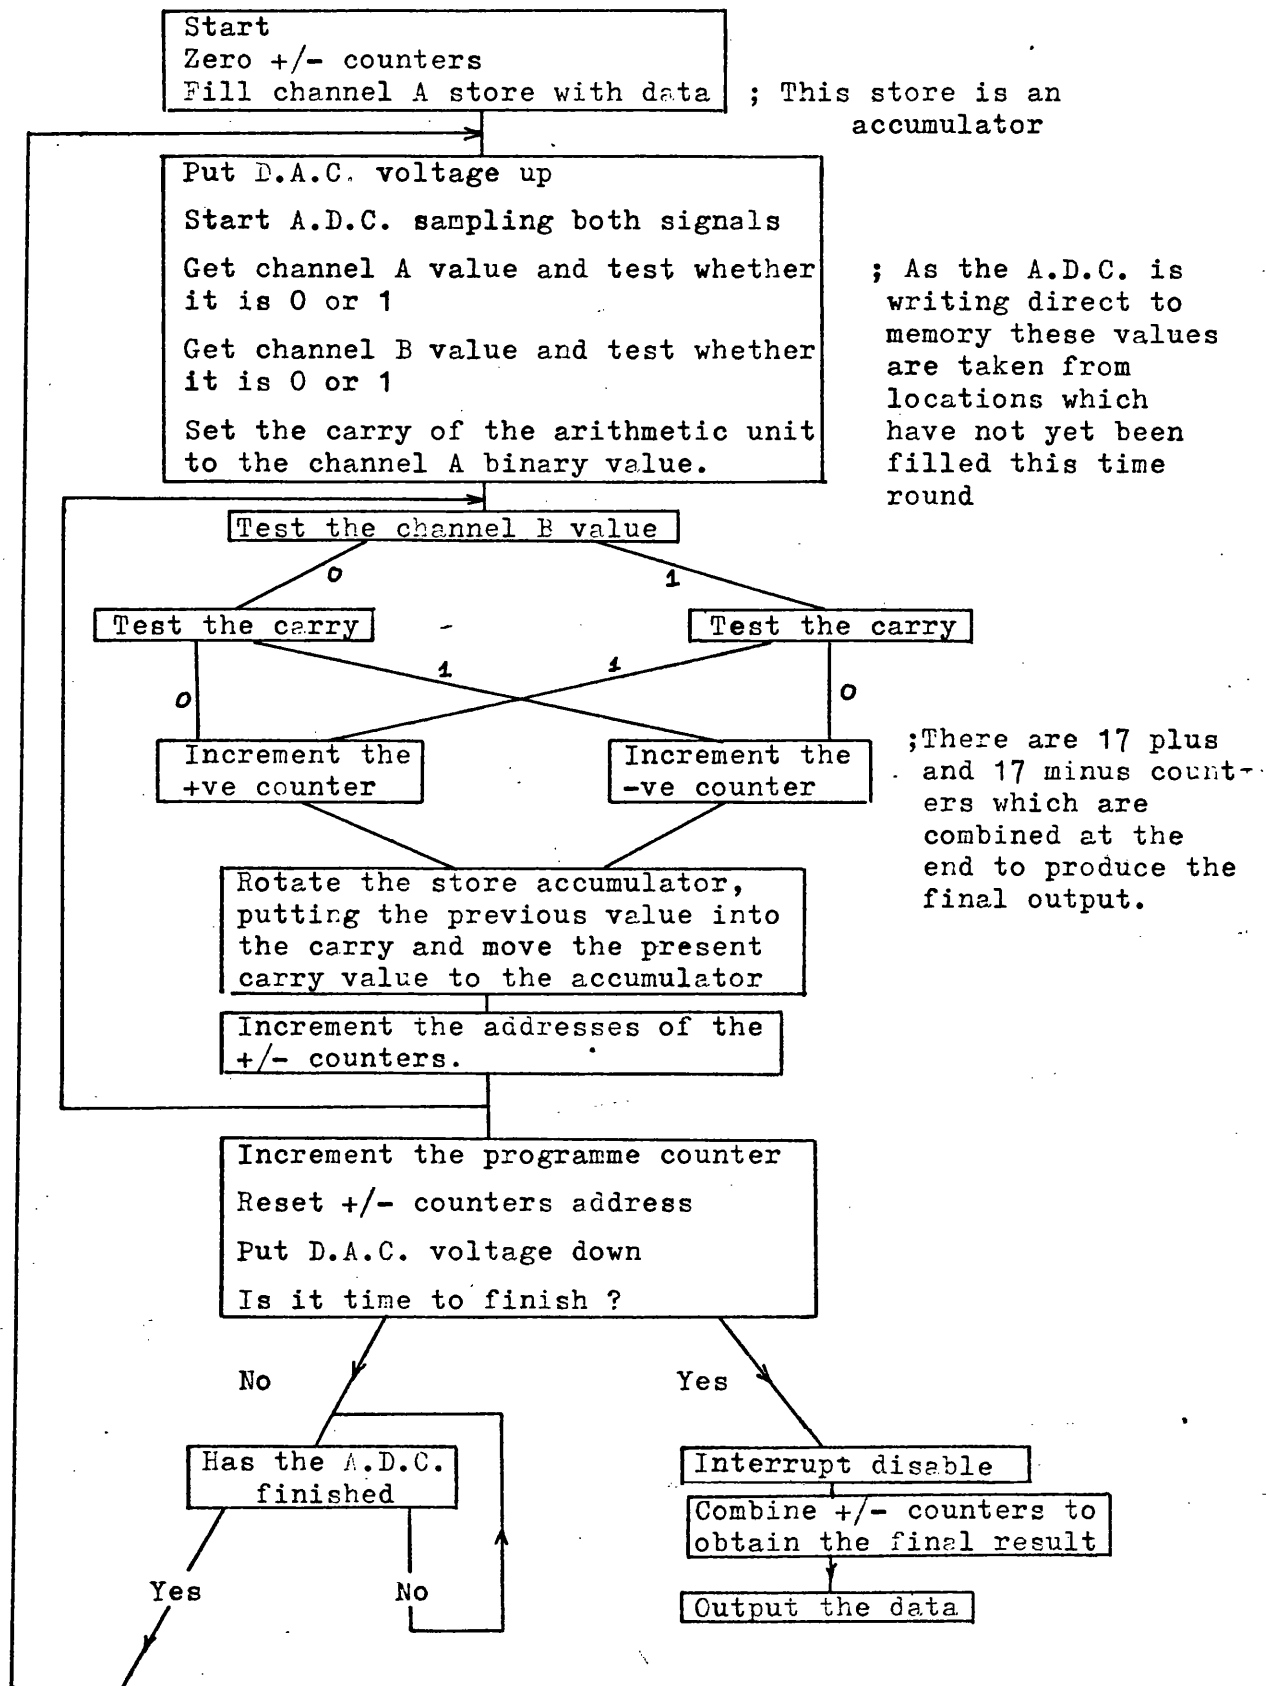 Start
Zero +/- counters
Fill channel A store with data
; This store is an
accumulator
Put D.A.C. voltage up
Start A.D.C. sampling both signals
Get channel A value and test whether
it is 0 or 1
Get channel B value and test whether
it is 0 or 1
Set the carry of the arithmetic unit
to the channel A binary value.
; As the A.D.C. is
writing direct to
memory these values
are taken from
locations which
have not yet been
filled this time
round
Test the channel B value
0
1
Test the carry
Test the carry
0
1
1
0
Increment the
+ve counter
Increment the
-ve counter
;There are 17 plus
and 17 minus count-
ers which are
combined at the
end to produce the
final output.
Rotate the store accumulator,
putting the previous value into
the carry and move the present
carry value to the accumulator
Increment the addresses of the
+/- counters.
Increment the programme counter
Reset +/- counters address
Put D.A.C. voltage down
Is it time to finish ?
No
Yes
Has the A.D.C.
finished
Interrupt disable
Combine +/- counters to
obtain the final result
Yes
No
Output the data